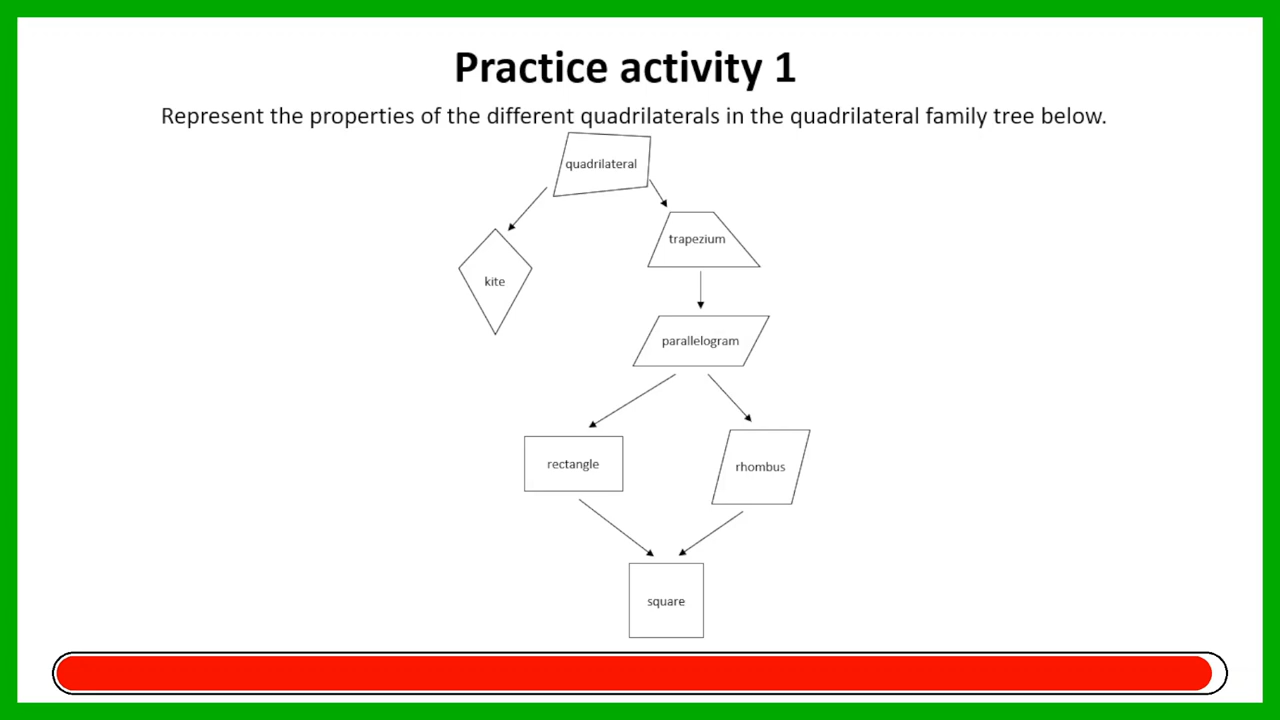 Practice activity 1
Represent the properties of the different quadrilaterals in the quadrilateral family tree below.
quadrilateral
trapezium
kite
parallelogram
rectangle
rhombus
square